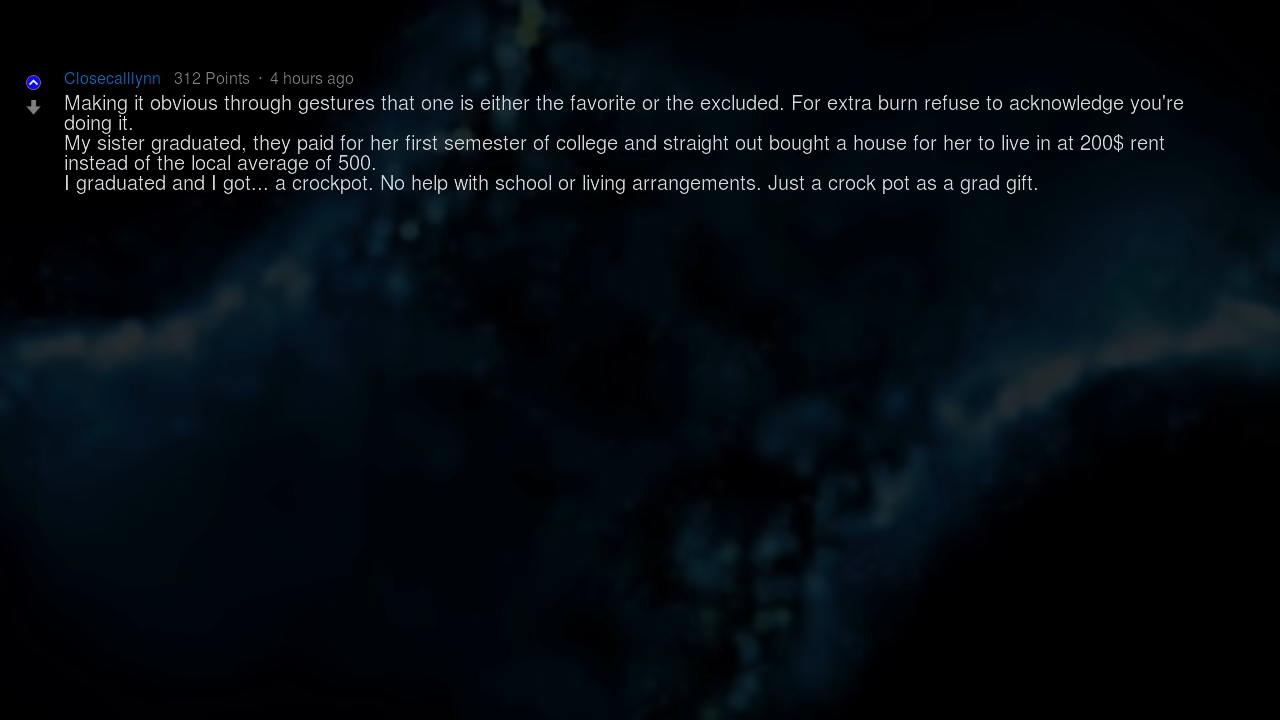 Closecalllynn 312 Points · 4 hours ago
Making it obvious through gestures that one is either the favorite or the excluded. For extra burn refuse to acknowledge you're
doing it.
My sister graduated, they paid for her first semester of college and straight out bought a house for her to live in at 200$ rent
instead of the local average of 500.
I graduated and I got... a crockpot. No help with school or living arrangements. Just a crock pot as a grad gift.